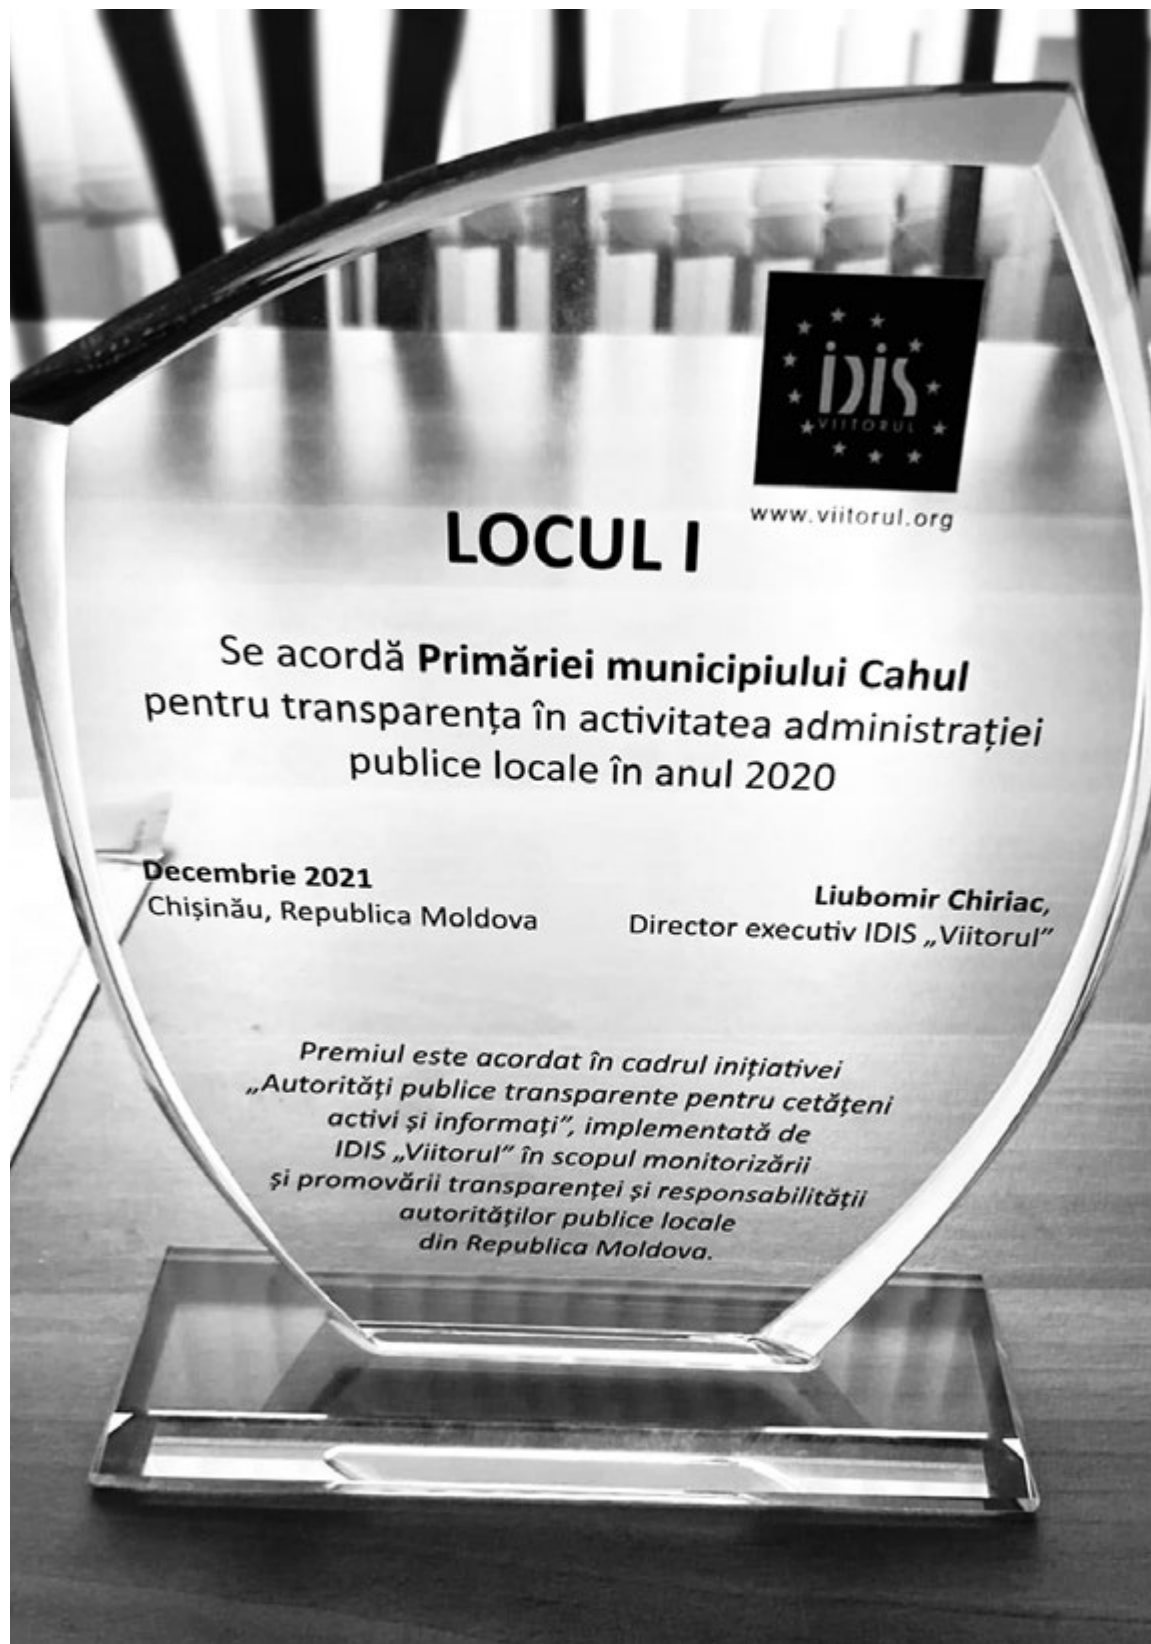 iDiS
VIITORUL
www.viitorul.org
LOCUL I
Se acordă Primăriei municipiului Cahul
pentru transparența în activitatea administrației
publice locale în anul 2020
Decembrie 2021
Chișinău, Republica Moldova
Liubomir Chiriac,
Director executiv IDIS „Viitorul”
Premiul este acordat în cadrul inițiativei
„Autorități publice transparente pentru cetățeni
activi și informați”, implementată de
IDIS „Viitorul” în scopul monitorizării
și promovării transparenței și responsabilității
autorităților publice locale
din Republica Moldova.